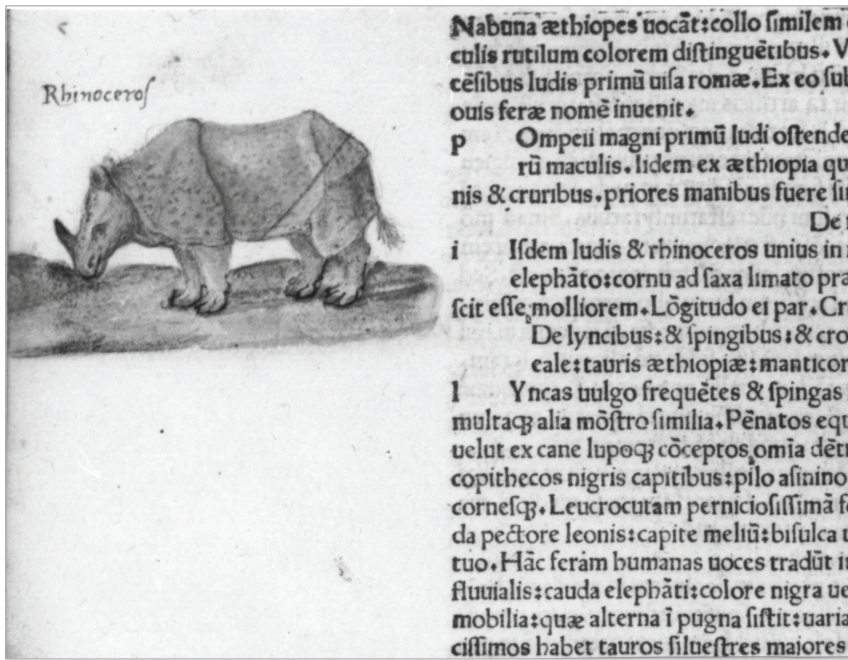 Rhinoceroſ
Nabuna æthiopes uocāt:collo ſimilem
culis rutilum colorem diſtinguētibus. V
cēſibus ludis primū uiſa romæ. Ex eo ſub
ouis feræ nomē inuenit.
p Ompeii magni primū ludi oſtende
rū maculis. Iidem ex æthiopia qu
nis & cruribus. priores manibus fuere ſi
De
i Iſdem ludis & rhinoceros unius in
elephāto:cornu ad ſaxa limato pra
ſcit eſſe molliorem. Lōgitudo ei par. Cr
De lyncibus:& ſpingibus:& cro
eale:tauris æthiopiæ:manticor
l Yncas uulgo frequētes & ſpingas
multaqꝫ alia mōſtro ſimilia. Pēnatos equ
uelut ex cane lupoqꝫ cōceptos omīa dēt
copithecos nigris capitibus:pilo aſinino
corneſqꝫ. Leucrocutam pernicioſiſſimā f
da pectore leonis:capite meliū:biſulca u
tuo. Hāc feram humanas uoces tradūt i
fluuialis:cauda elephāti:colore nigra ue
mobilia:quæ alterna ī pugna ſiſtit:uaria
ciſſimos habet tauros ſilueſtres maiores